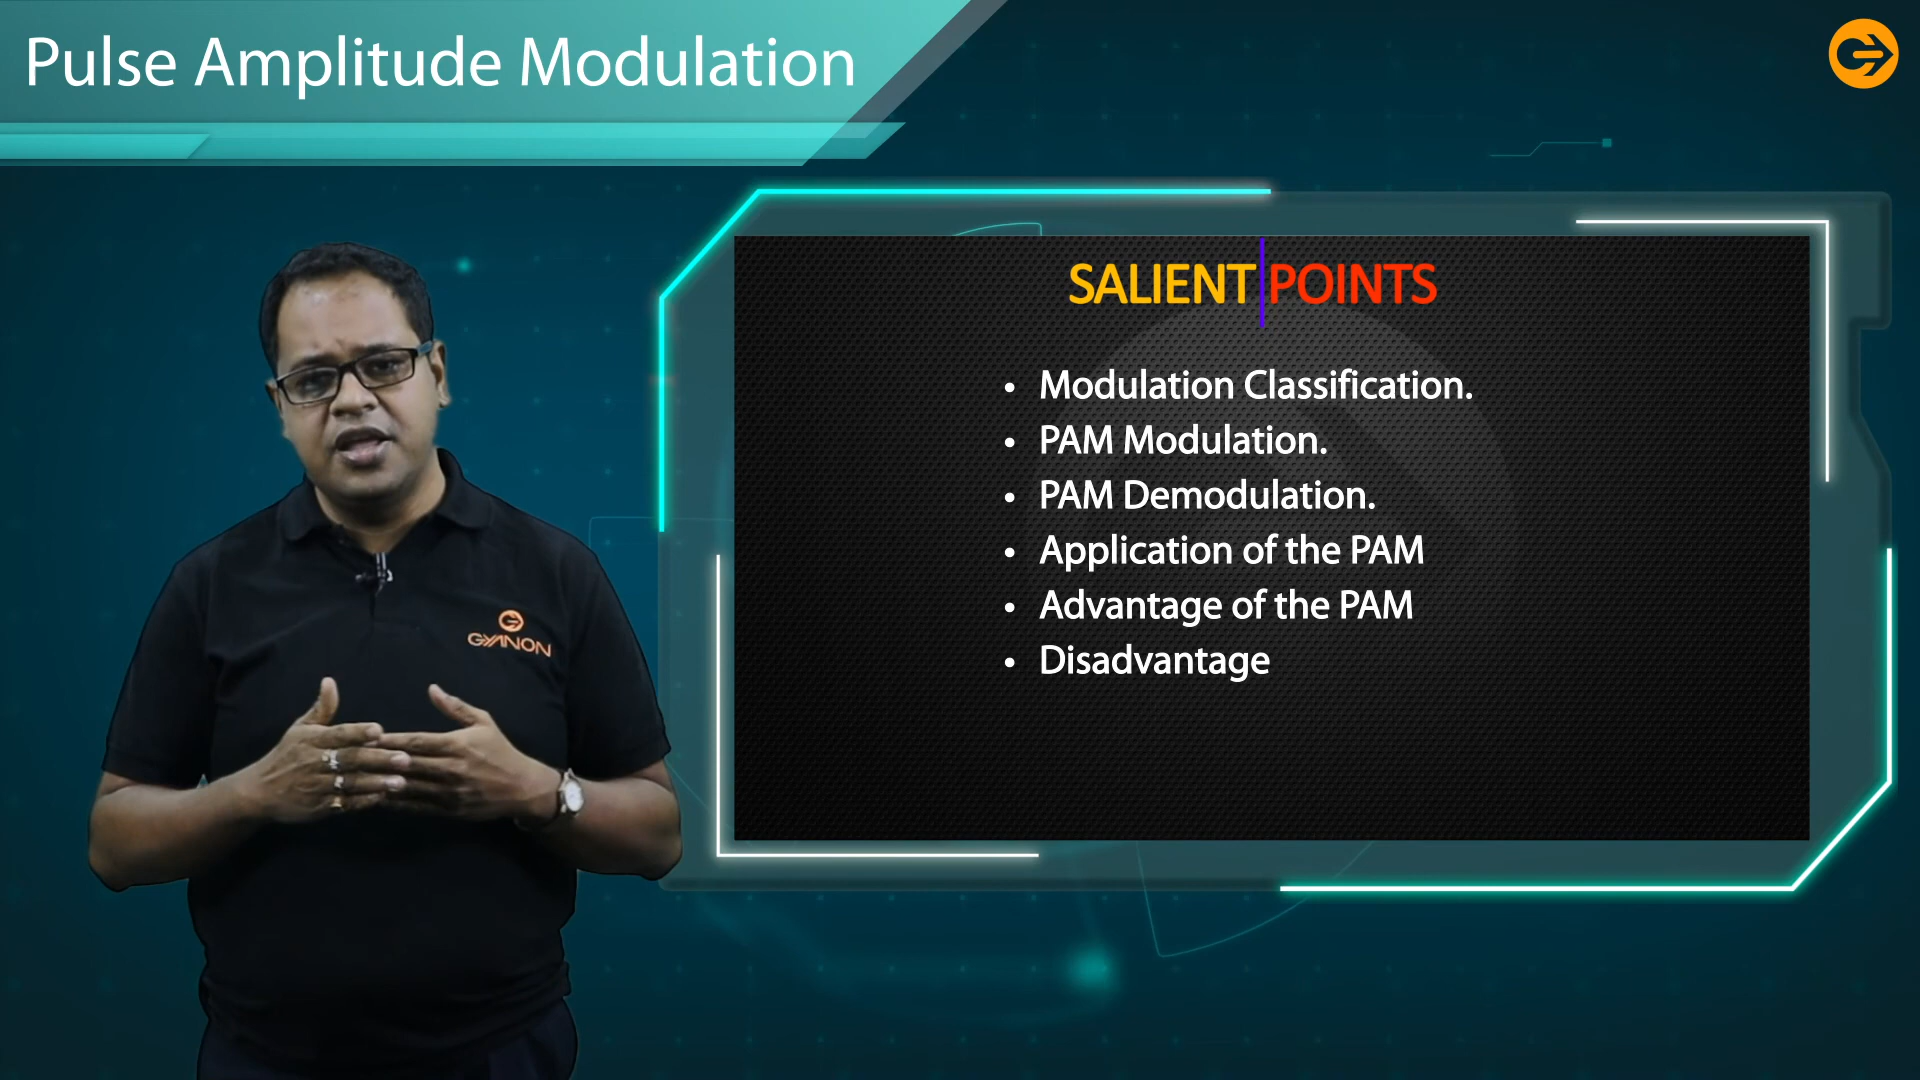 Pulse Amplitude Modulation
SALIENT POINTS
• Modulation Classification.
• PAM Modulation.
• PAM Demodulation.
• Application of the PAM
• Advantage of the PAM
• Disadvantage
GYANON